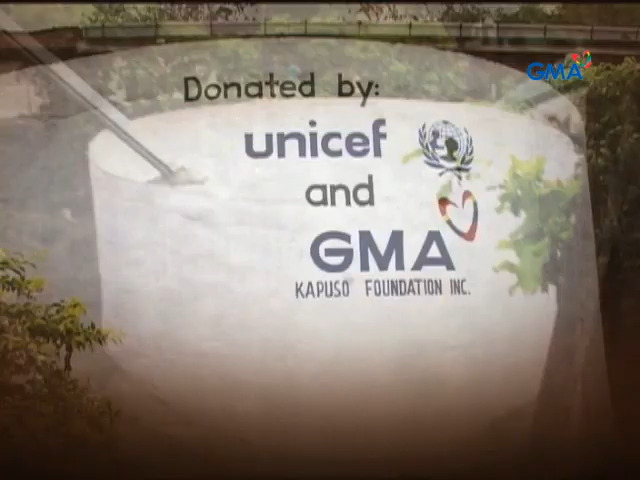 GMA
Donated by:
unicef
and
GMA
KAPUSO FOUNDATION INC.